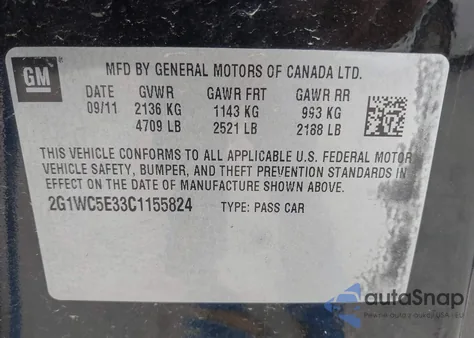 GM
MFD BY GENERAL MOTORS OF CANADA LTD.
DATE GVWR GAWR FRT GAWR RR
09/11 2136 KG 1143 KG 993 KG
4709 LB 2521 LB 2188 LB
THIS VEHICLE CONFORMS TO ALL APPLICABLE U.S. FEDERAL MOTOR
VEHICLE SAFETY, BUMPER, AND THEFT PREVENTION STANDARDS IN
EFFECT ON THE DATE OF MANUFACTURE SHOWN ABOVE.
2G1WC5E33C1155824 TYPE: PASS CAR
autoSnap